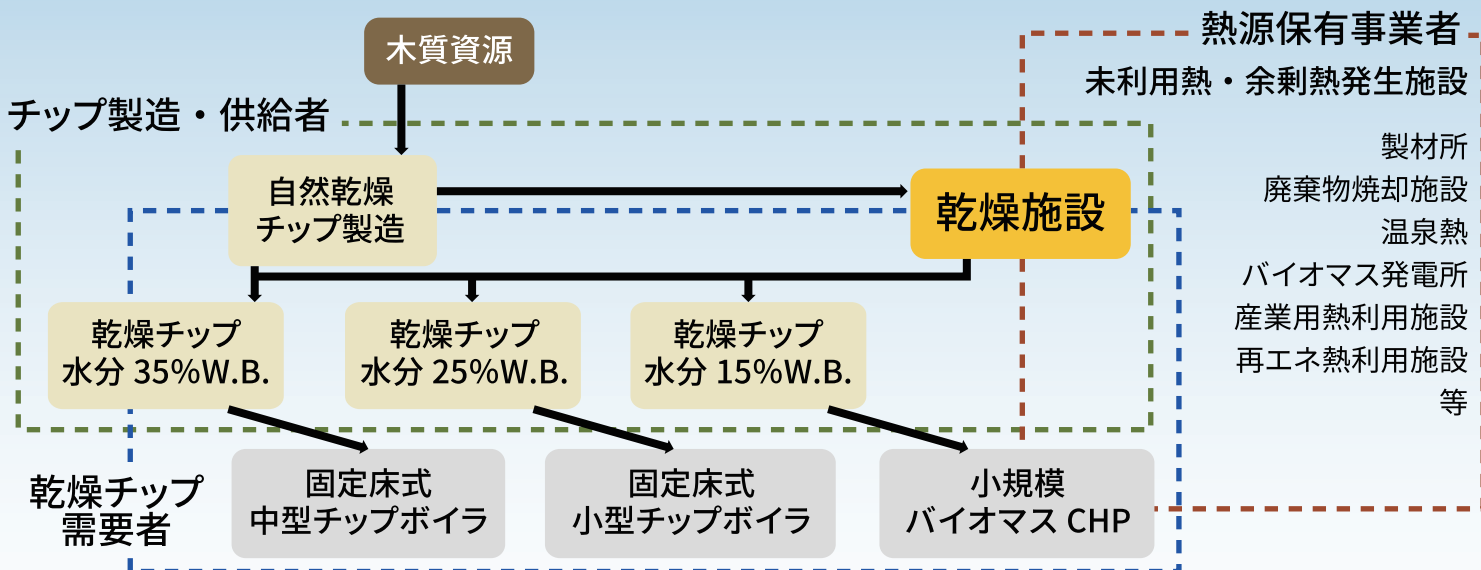 木質資源
熱源保有事業者
未利用熱・余剰熱発生施設
チップ製造・供給者
製材所
廃棄物焼却施設
温泉熱
バイオマス発電所
産業用熱利用施設
再エネ熱利用施設
等
自然乾燥
チップ製造
乾燥施設
乾燥チップ
水分 35%W.B.
乾燥チップ
水分 25%W.B.
乾燥チップ
水分 15%W.B.
乾燥チップ
需要者
固定床式
中型チップボイラ
固定床式
小型チップボイラ
小規模
バイオマス CHP